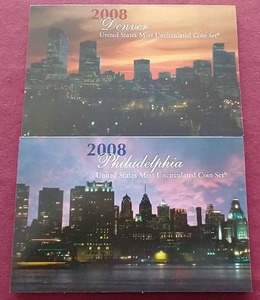 2008
Denver
United States Mint Uncirculated Coin Set®
2008
Philadelphia
United States Mint Uncirculated Coin Set®